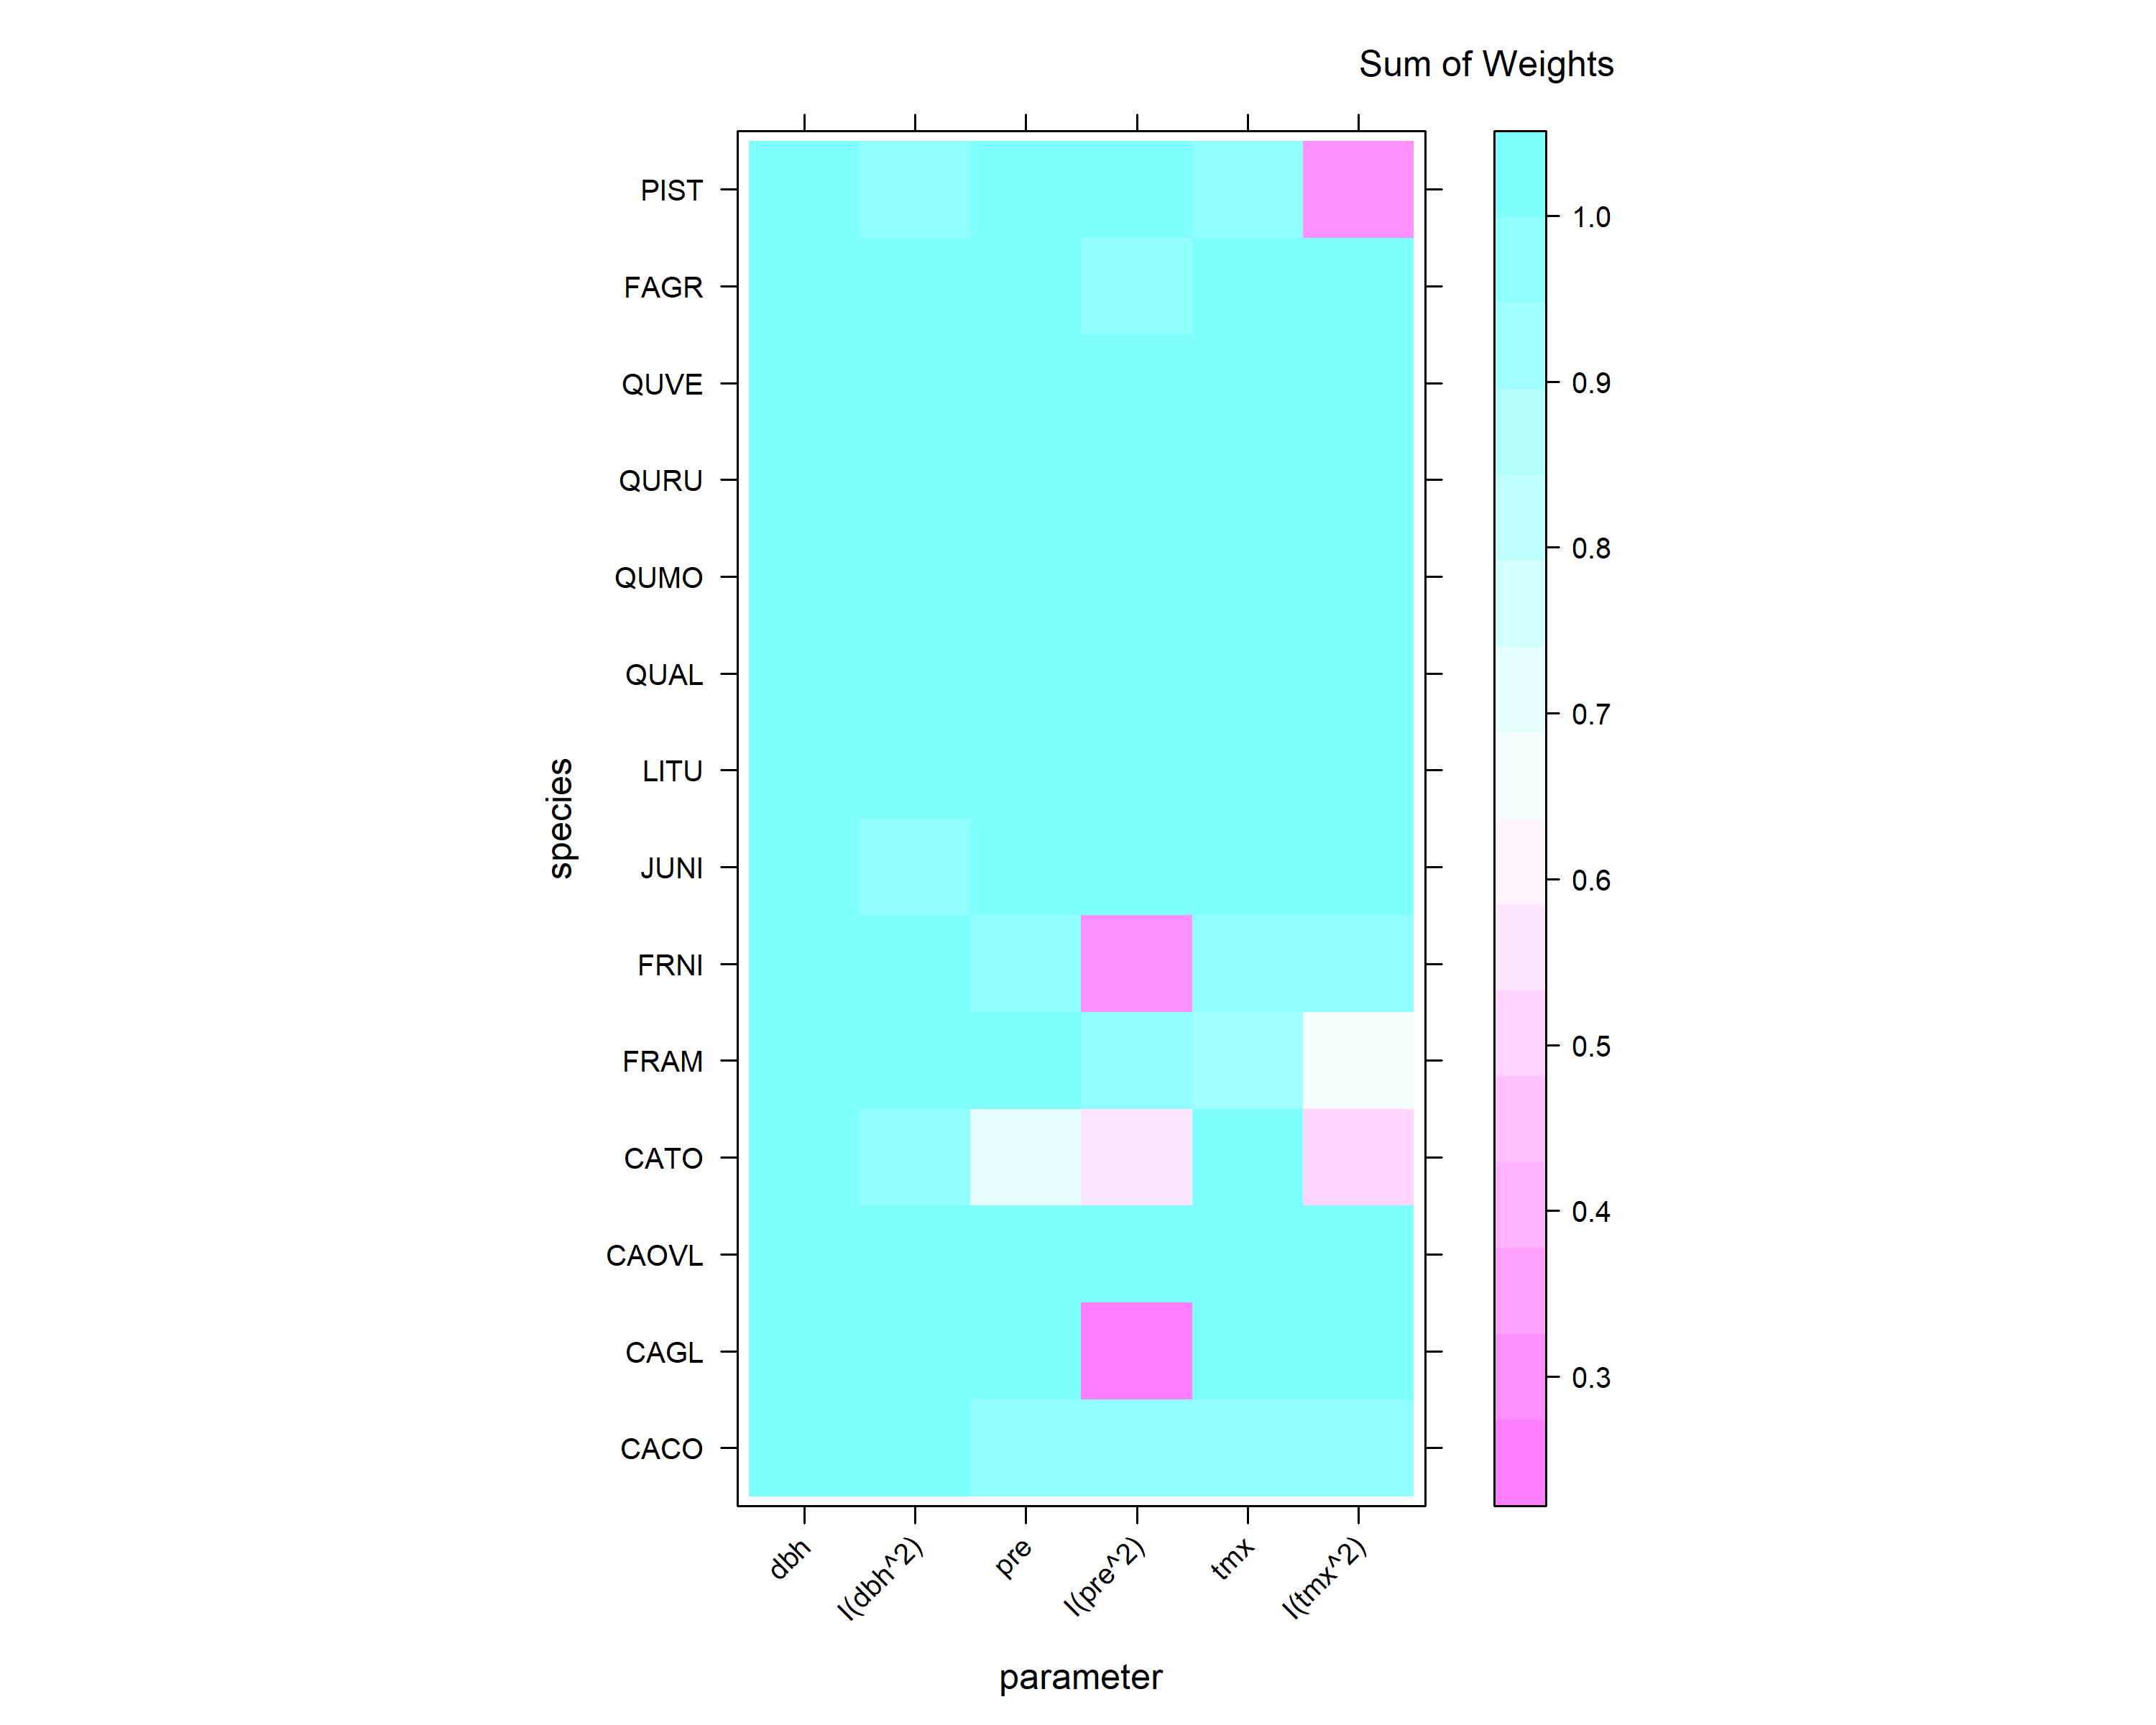 Sum of Weights
PIST
FAGR
QUVE
QURU
QUMO
QUAL
LITU
JUNI
FRNI
FRAM
CATO
CAOVL
CAGL
CACO
species
1.0
0.9
0.8
0.7
0.6
0.5
0.4
0.3
dbh
I(dbh^2)
pre
I(pre^2)
tmx
I(tmx^2)
parameter